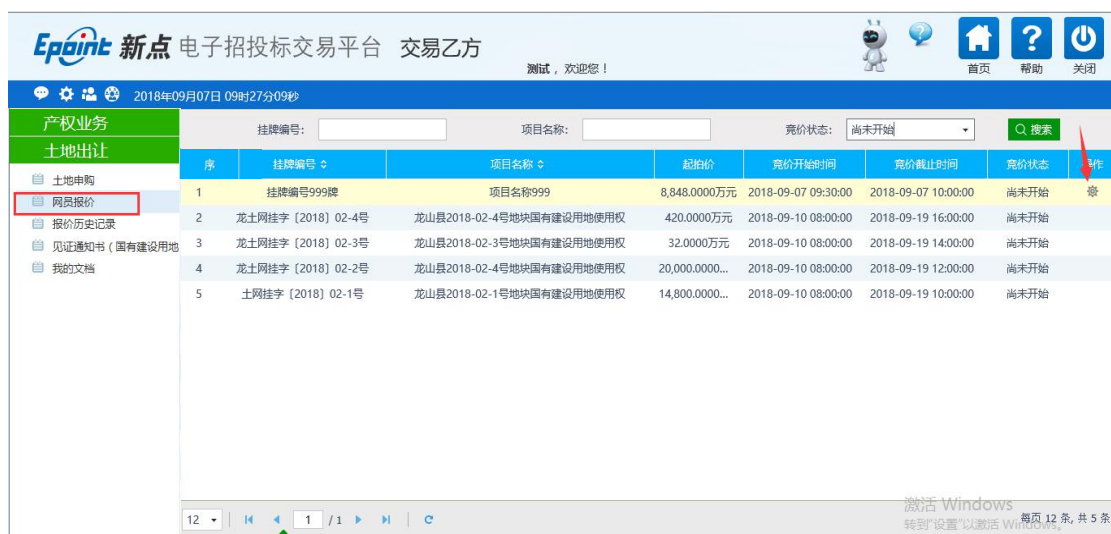 Epoint 新点 电子招投标交易平台 交易乙方
测试，欢迎您！
首页 帮助 关闭
2018年09月07日 09时27分09秒
产权业务
土地出让
土地申购
网员报价
报价历史记录
见证通知书（国有建设用地
我的文档
挂牌编号： 项目名称： 竞价状态： 尚未开始 搜索
序 挂牌编号 项目名称 起拍价 竞价开始时间 竞价截止时间 竞价状态 操作
1 挂牌编号999牌 项目名称999 8,848.0000万元 2018-09-07 09:30:00 2018-09-07 10:00:00 尚未开始
2 龙土网挂字〔2018〕02-4号 龙山县2018-02-4号地块国有建设用地使用权 420.0000万元 2018-09-10 08:00:00 2018-09-19 16:00:00 尚未开始
3 龙土网挂字〔2018〕02-3号 龙山县2018-02-3号地块国有建设用地使用权 32.0000万元 2018-09-10 08:00:00 2018-09-19 14:00:00 尚未开始
4 龙土网挂字〔2018〕02-2号 龙山县2018-02-4号地块国有建设用地使用权 20,000.0000... 2018-09-10 08:00:00 2018-09-19 12:00:00 尚未开始
5 土网挂字〔2018〕02-1号 龙山县2018-02-1号地块国有建设用地使用权 14,800.0000... 2018-09-10 08:00:00 2018-09-19 10:00:00 尚未开始
激活 Windows
转到"设置"以激活 Windows。
12 1 /1 每页 12 条, 共 5 条